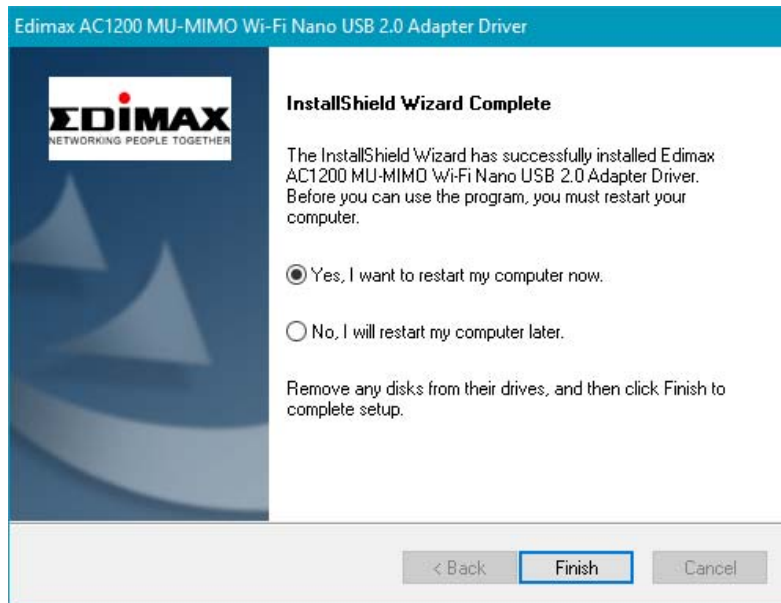 Edimax AC1200 MU-MIMO Wi-Fi Nano USB 2.0 Adapter Driver
EDIMAX
NETWORKING PEOPLE TOGETHER
InstallShield Wizard Complete
The InstallShield Wizard has successfully installed Edimax
AC1200 MU-MIMO Wi-Fi Nano USB 2.0 Adapter Driver.
Before you can use the program, you must restart your
computer.
Yes, I want to restart my computer now.
No, I will restart my computer later.
Remove any disks from their drives, and then click Finish to
complete setup.
< Back Finish Cancel